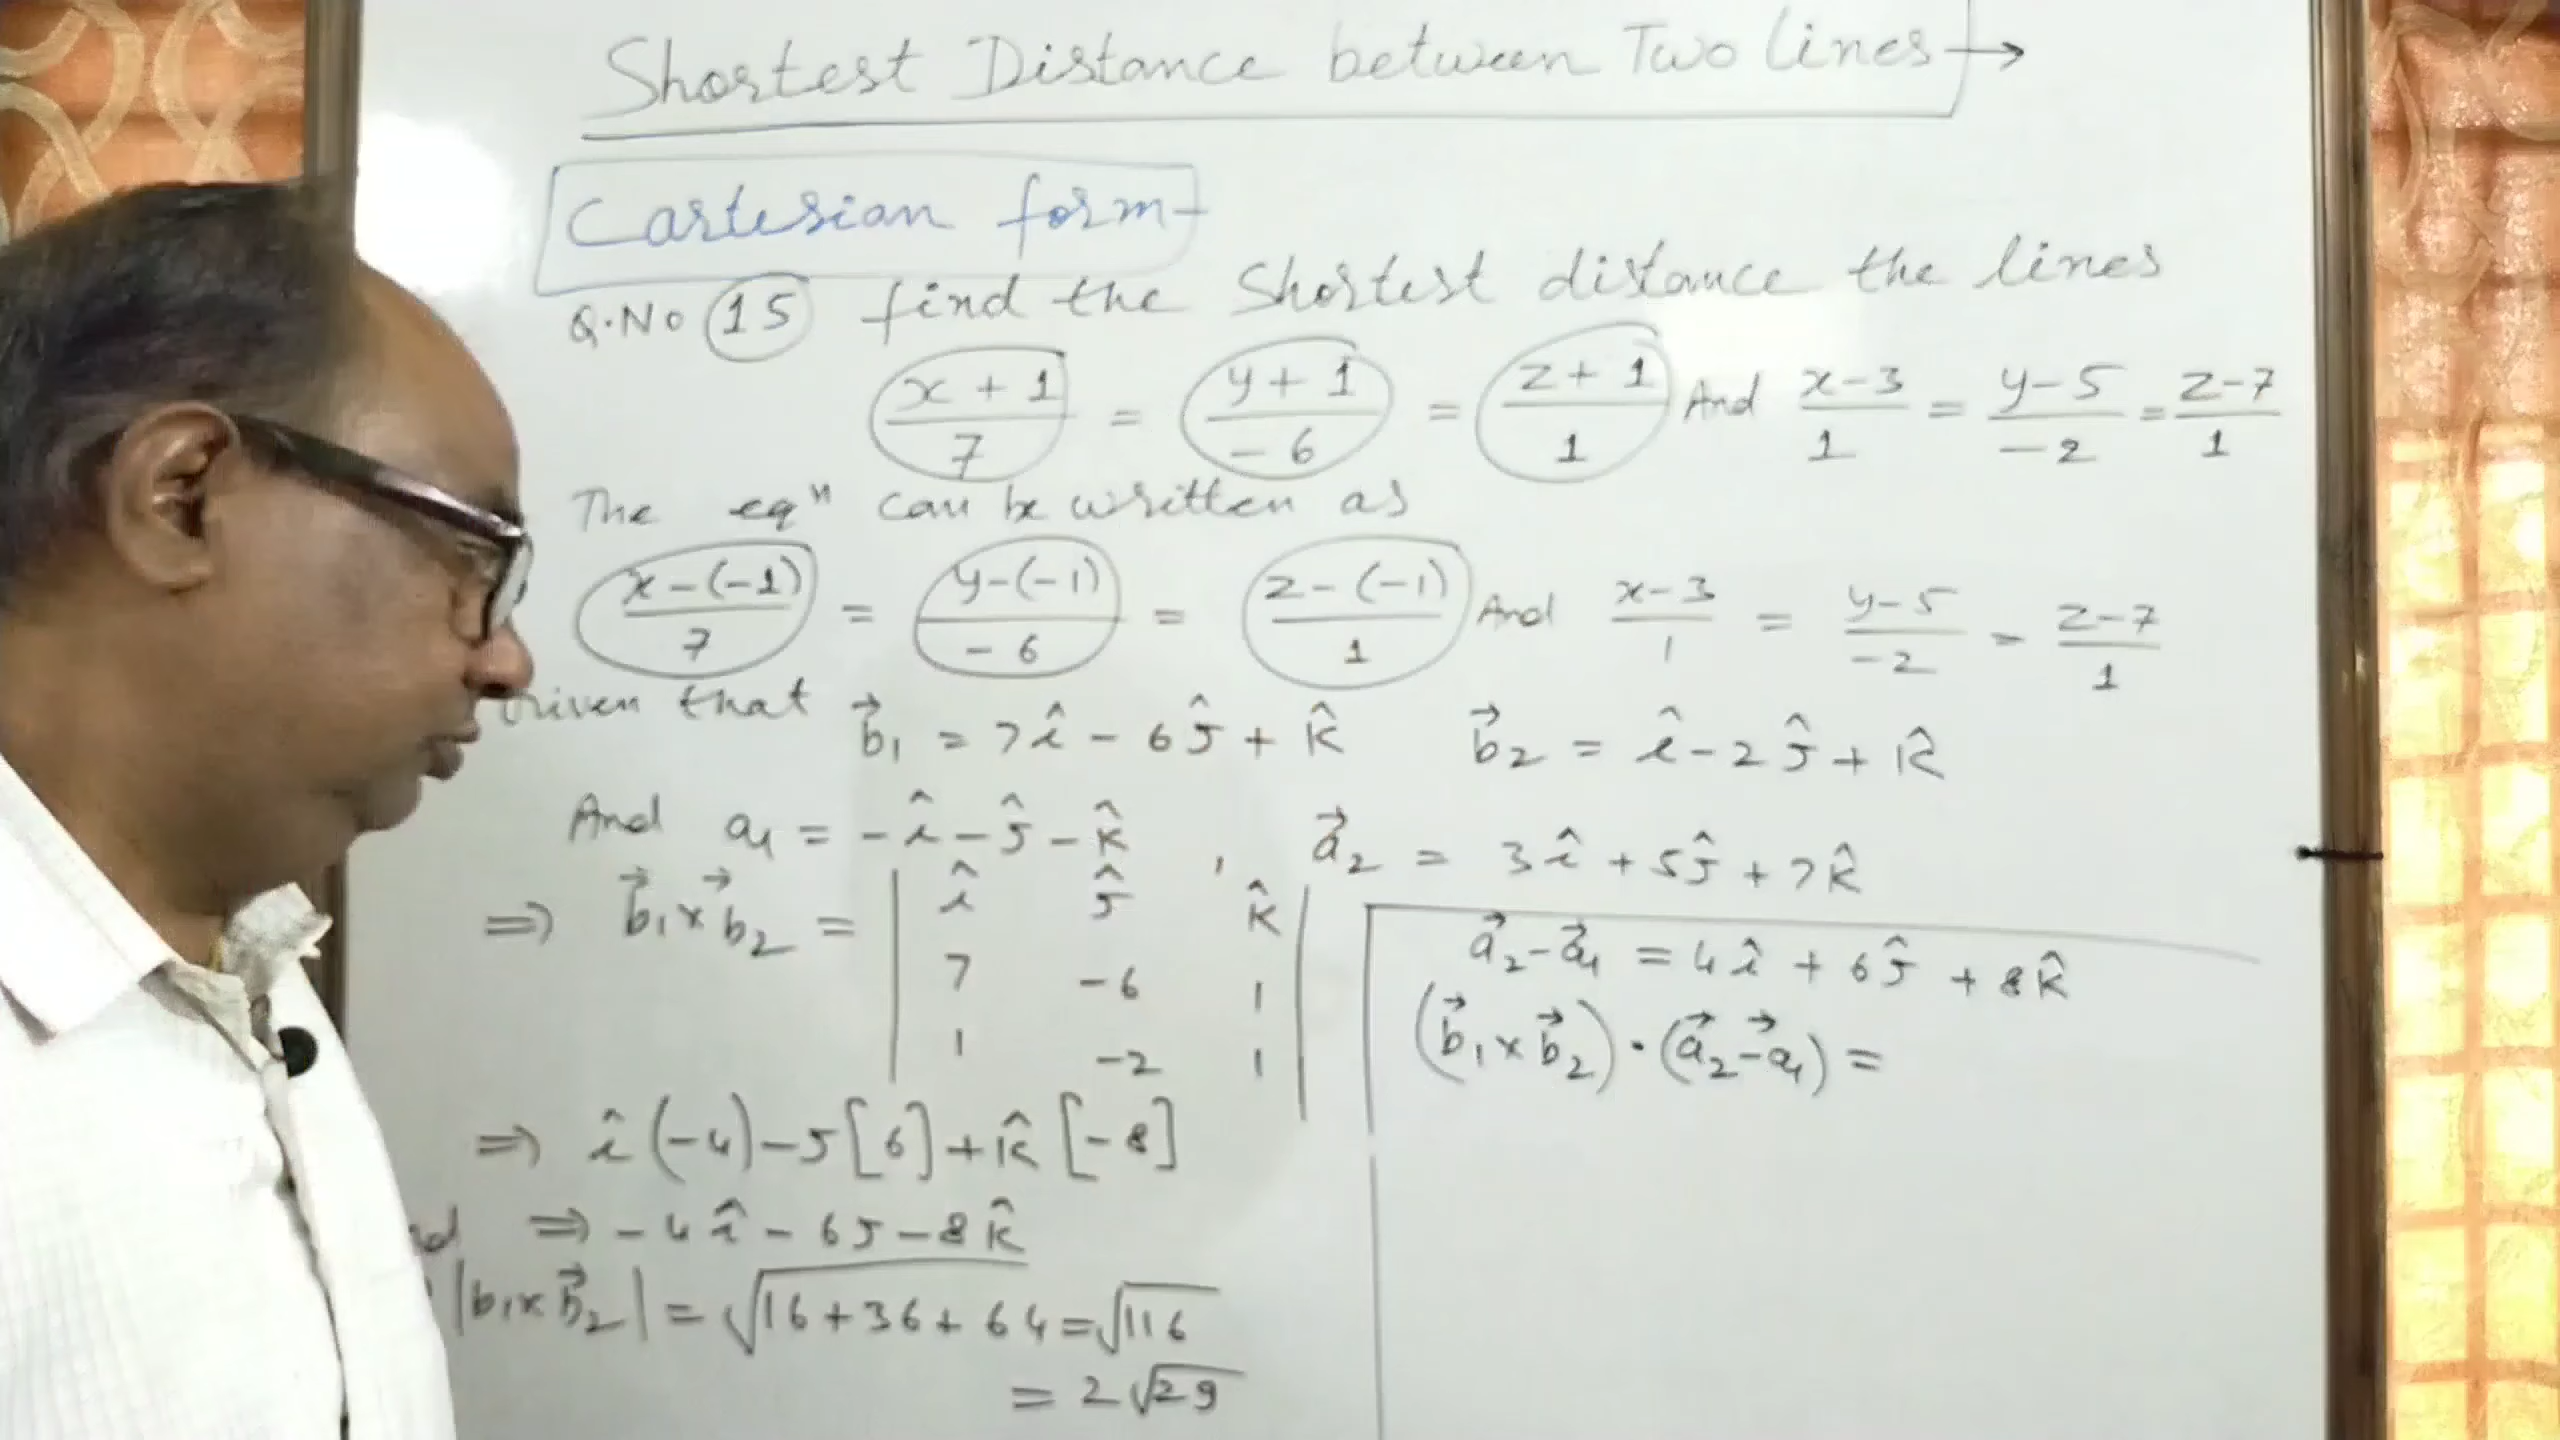 Shortest Distance between Two lines →
Cartesian form-
Q.No 15 find the Shortest distance the lines
x + 1 / 7 = y + 1 / - 6 = z + 1 / 1 And x - 3 / 1 = y - 5 / - 2 = z - 7 / 1
The eqⁿ can be written as
x - (-1) / 7 = y - (-1) / - 6 = z - (-1) / 1 And x - 3 / 1 = y - 5 / - 2 = z - 7 / 1
Given that b⃗₁ = 7î - 6ĵ + k̂ b⃗₂ = î - 2ĵ + k̂
And a₁ = -î - ĵ - k̂ , a⃗₂ = 3î + 5ĵ + 7k̂
⇒ b⃗₁ × b⃗₂ = | î ĵ k̂ |
7 -6 1
1 -2 1
⇒ î (-4) - j [6] + k̂ [-8]
⇒ - 4î - 6j - 8k̂
|b₁ × b⃗₂| = √16 + 36 + 64 = √116
= 2√29
a⃗₂ - a⃗₁ = 4î + 6ĵ + 8k̂
(b⃗₁ × b⃗₂) · (a⃗₂ - a⃗₁) =